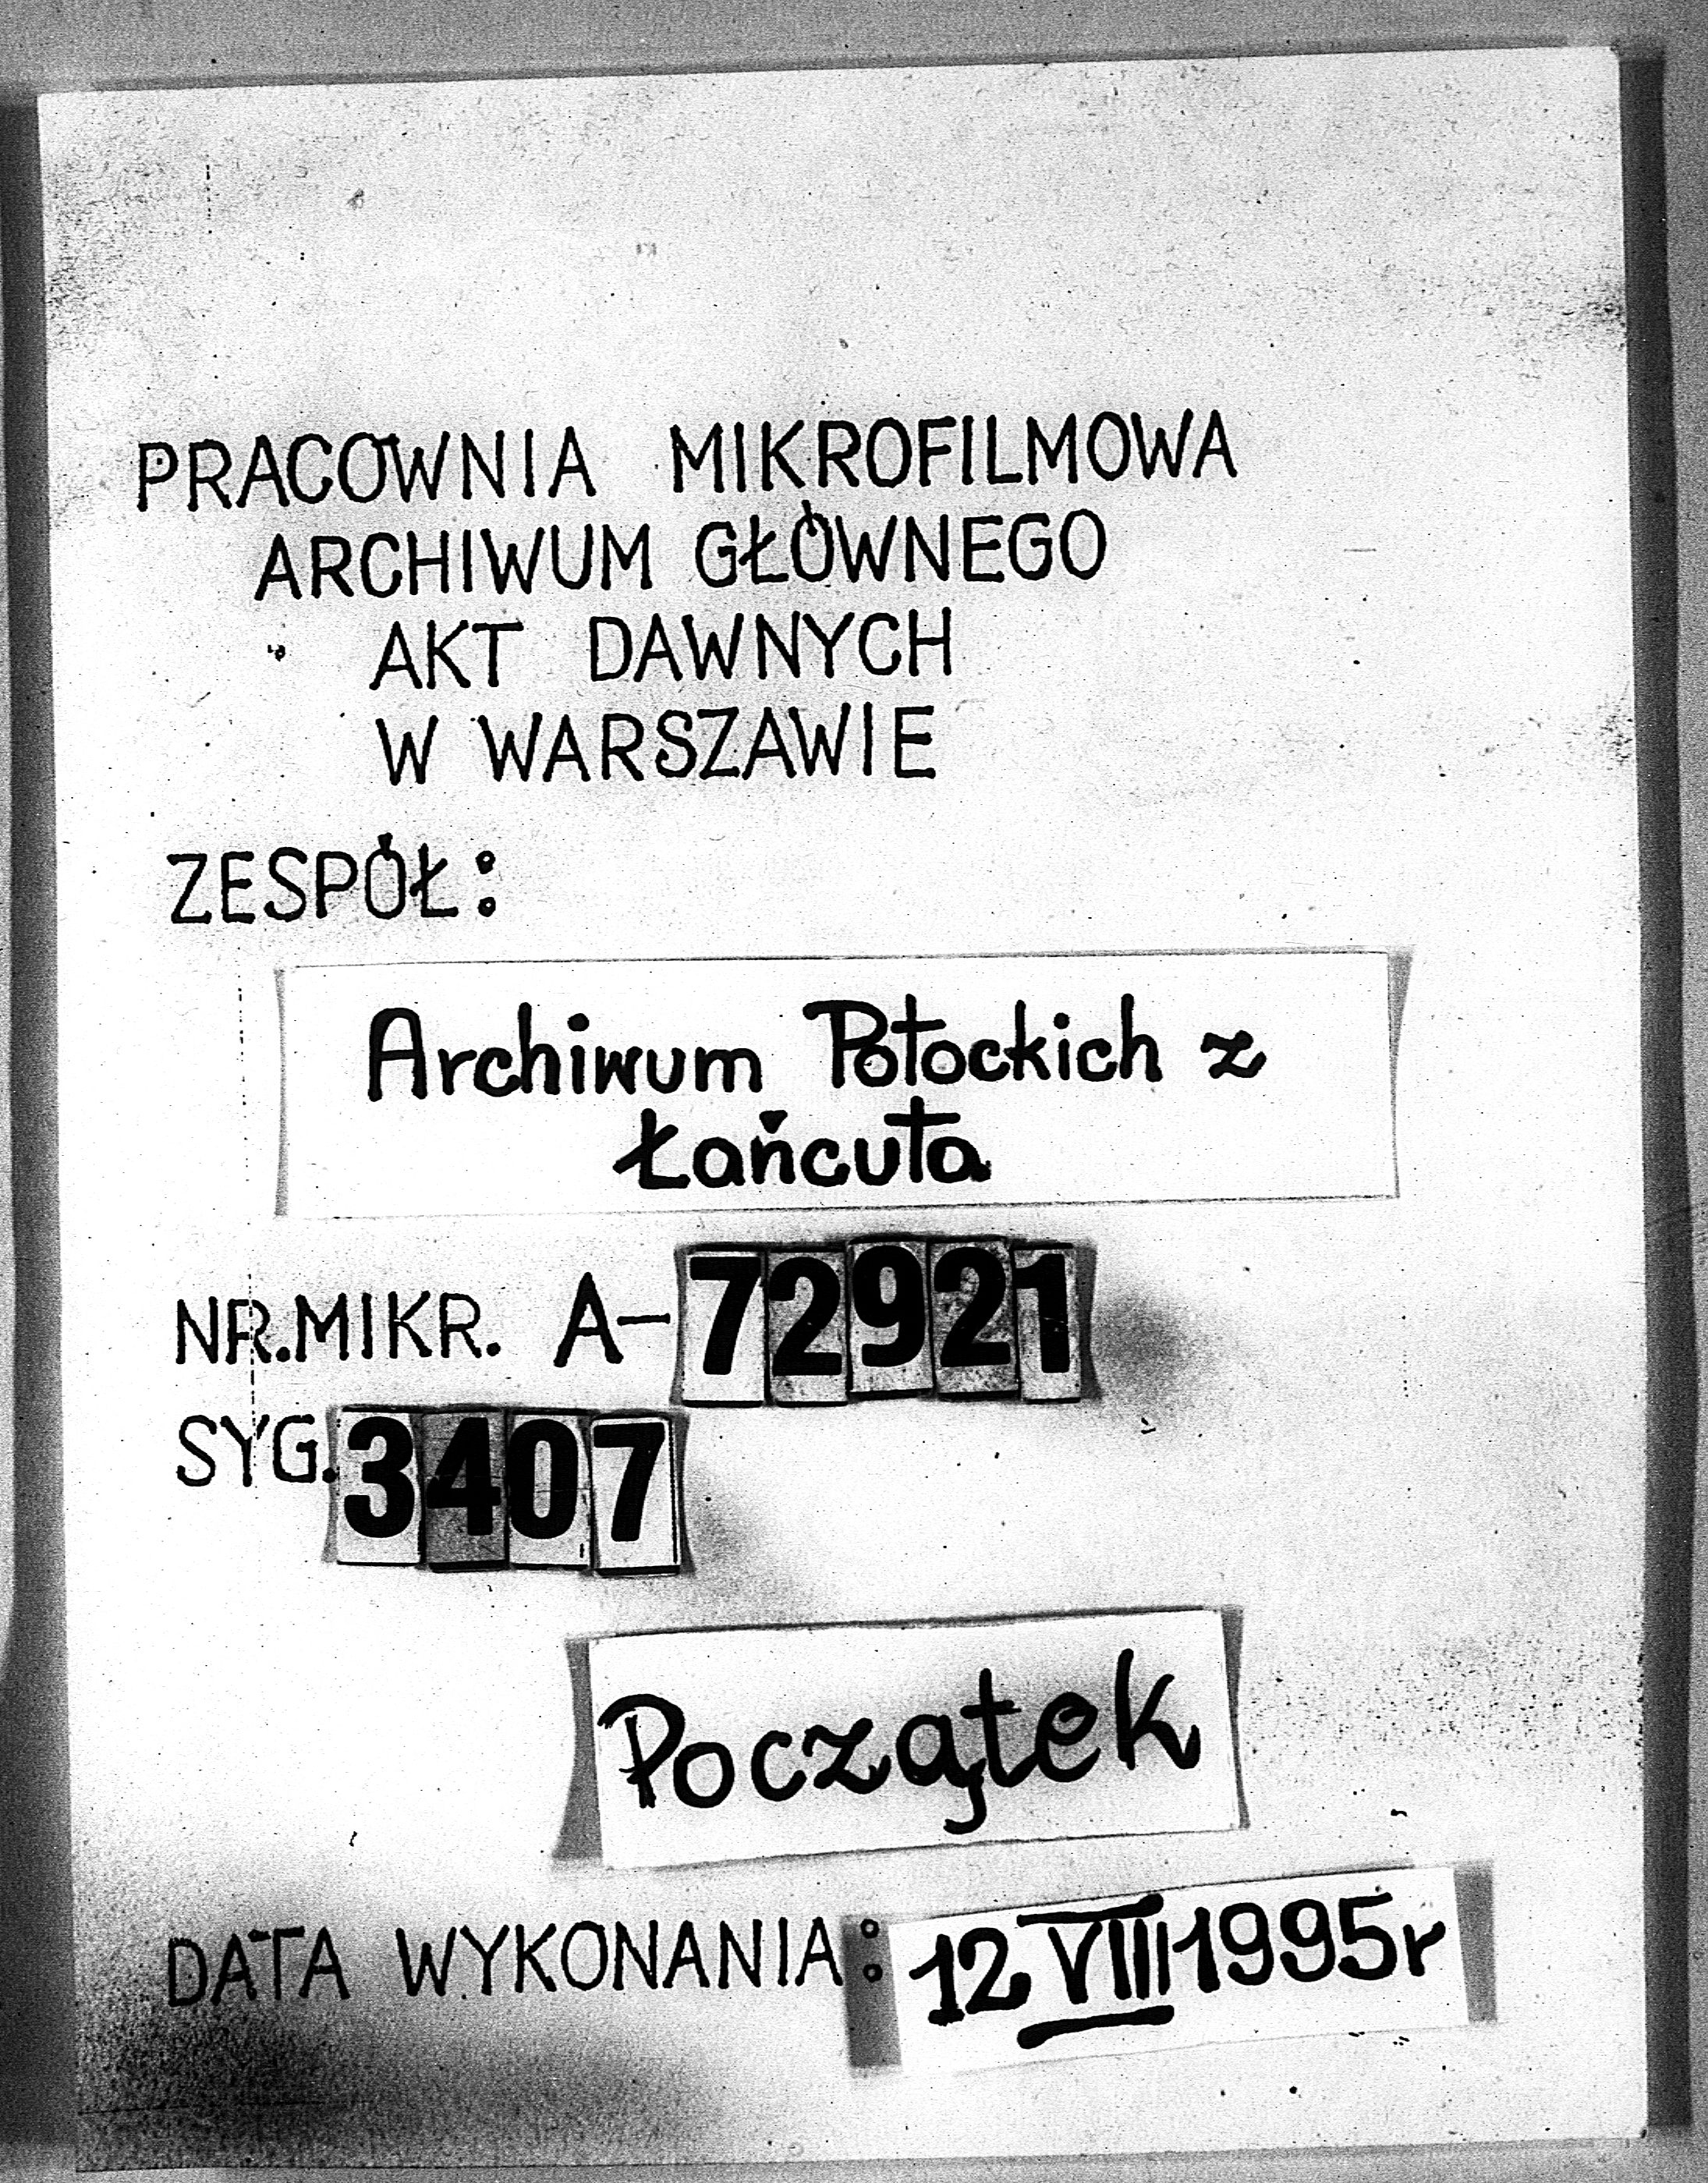 PRACOWNIA MIKROFILMOWA
ARCHIWUM GŁÓWNEGO
AKT DAWNYCH
W WARSZAWIE
ZESPÓŁ:
Archiwum Potockich z
Łańcuta
NR.MIKR. A-72921
SYG. 3407
Początek
DATA WYKONANIA: 12 VIII 1995r